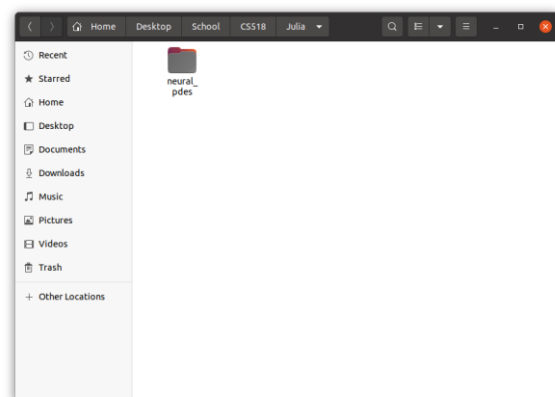 Home Desktop School CS518 Julia
Recent
Starred
Home
Desktop
Documents
Downloads
Music
Pictures
Videos
Trash
Other Locations
neural_
pdes